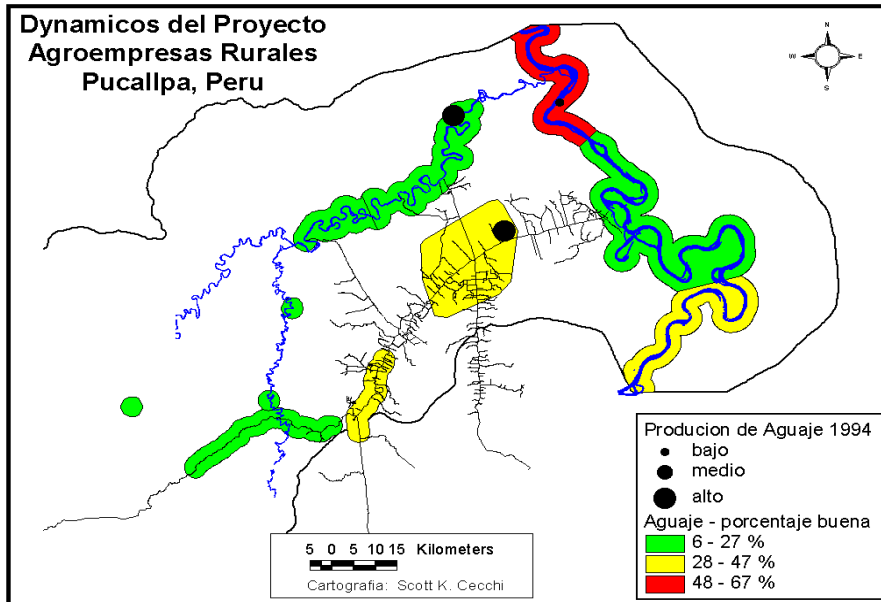 Dynamicos del Proyecto
Agroempresas Rurales
Pucallpa, Peru
N
W E
S
Producion de Aguaje 1994
bajo
medio
alto
Aguaje - porcentaje buena
6 - 27 %
28 - 47 %
48 - 67 %
5 0 5 10 15 Kilometers
Cartografia: Scott K. Cecchi